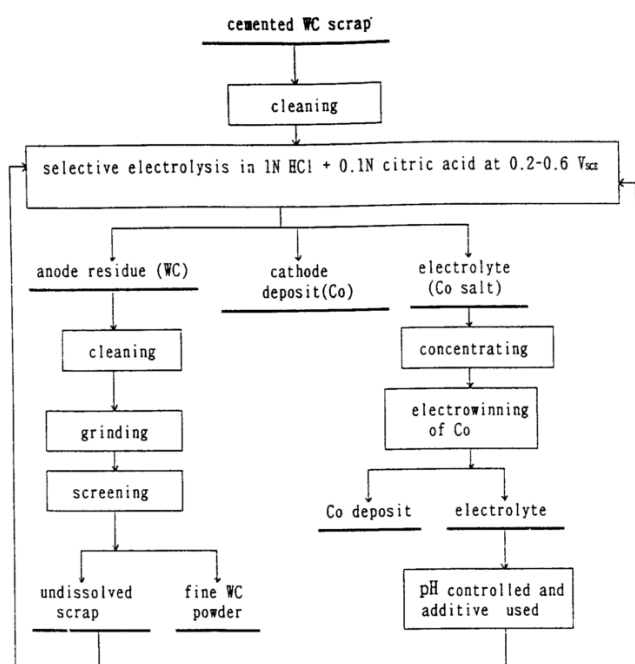 cemented WC scrap
cleaning
selective electrolysis in 1N HCl + 0.1N citric acid at 0.2-0.6 VSCE
anode residue (WC)
cathode
deposit(Co)
electrolyte
(Co salt)
cleaning
concentrating
grinding
electrowinning
of Co
screening
Co deposit
electrolyte
undissolved
scrap
fine WC
powder
pH controlled and
additive used